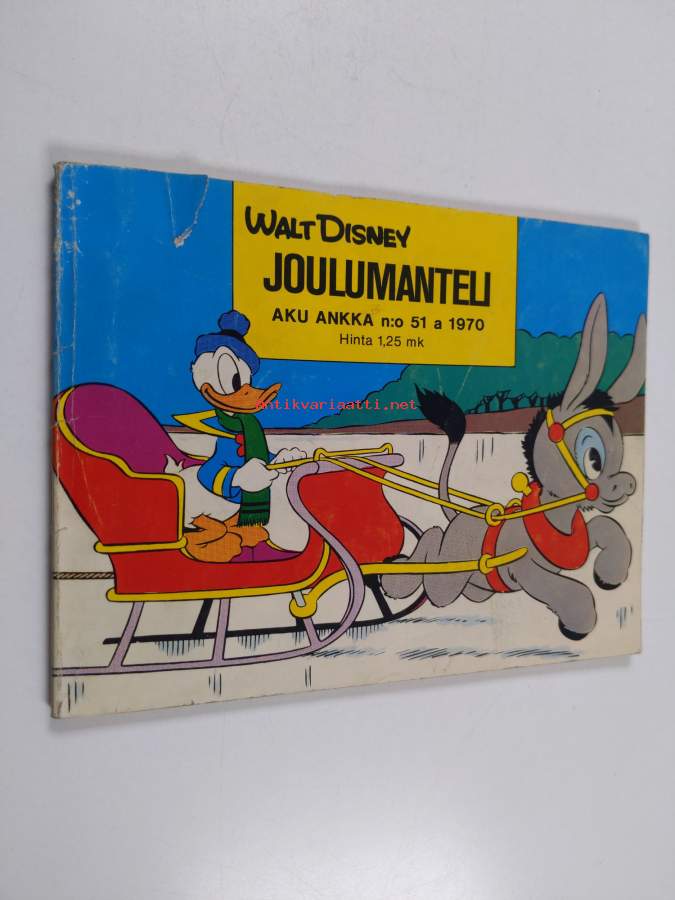 WALT DISNEY
JOULUMANTELI
AKU ANKKA n:o 51 a 1970
Hinta 1,25 mk
antikvariaatti.net